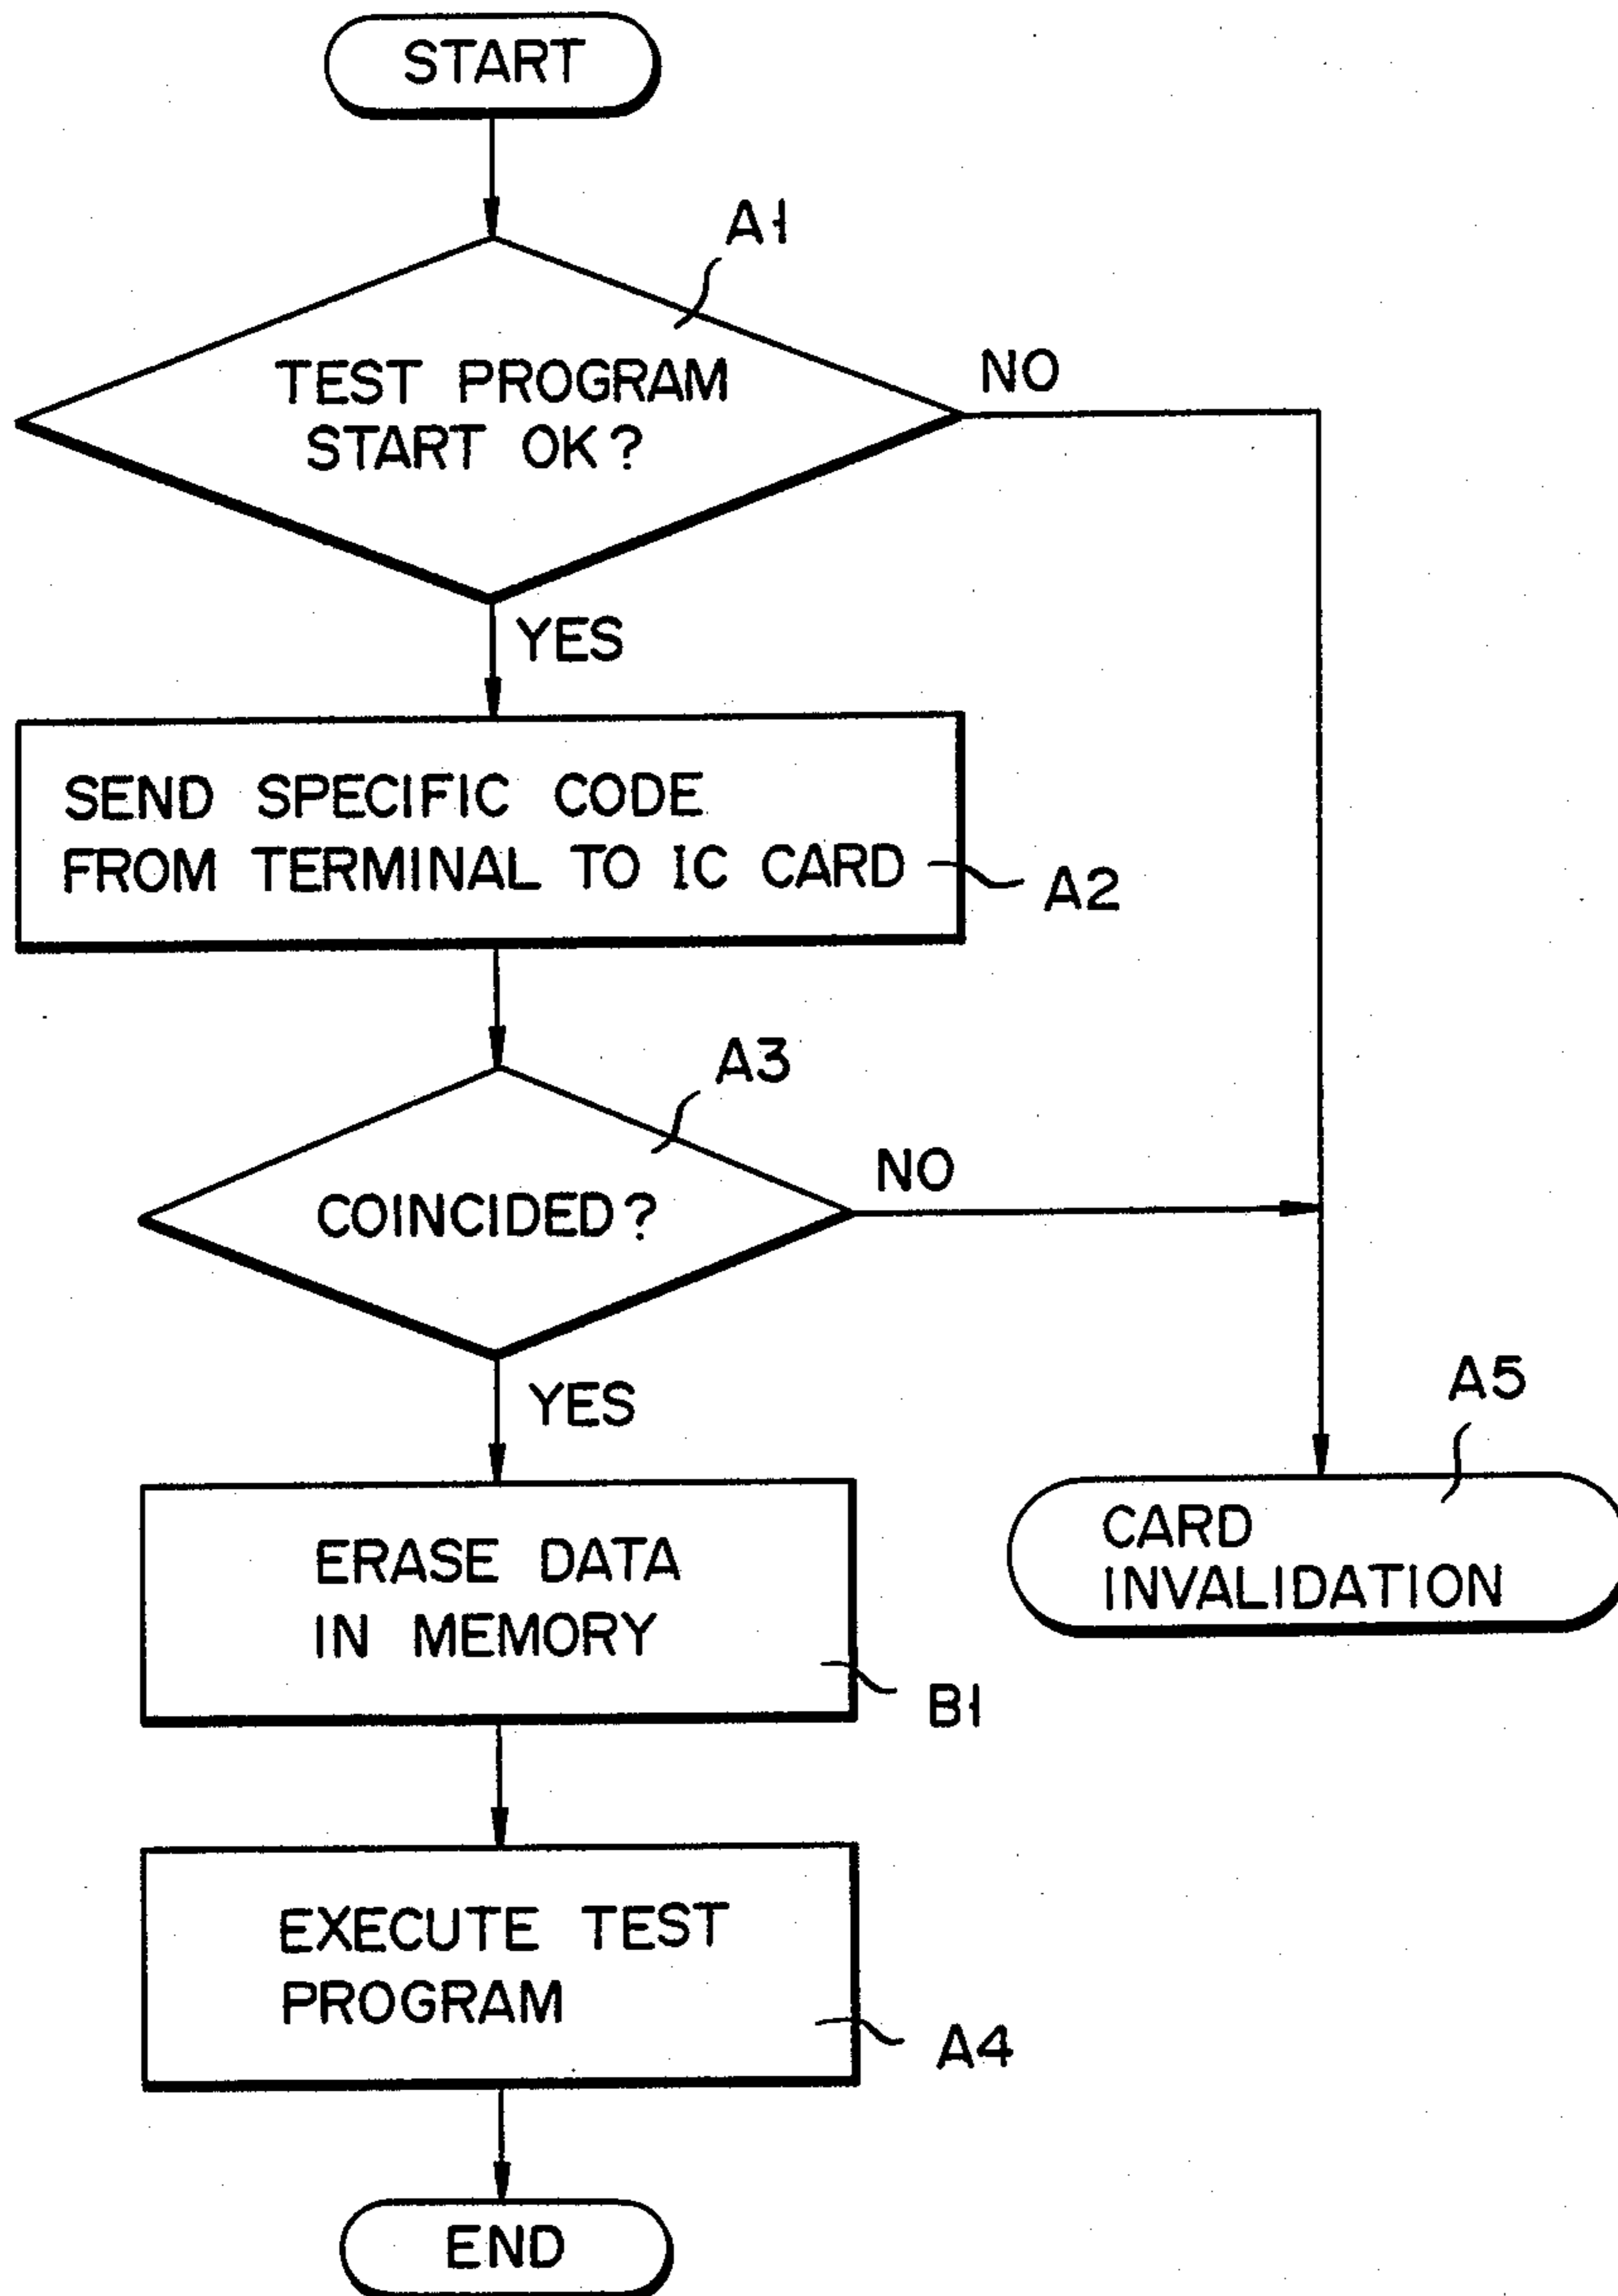 START
A1
TEST PROGRAM
START OK?
NO
YES
SEND SPECIFIC CODE
FROM TERMINAL TO IC CARD
A2
A3
COINCIDED?
NO
YES
A5
CARD
INVALIDATION
ERASE DATA
IN MEMORY
B1
EXECUTE TEST
PROGRAM
A4
END